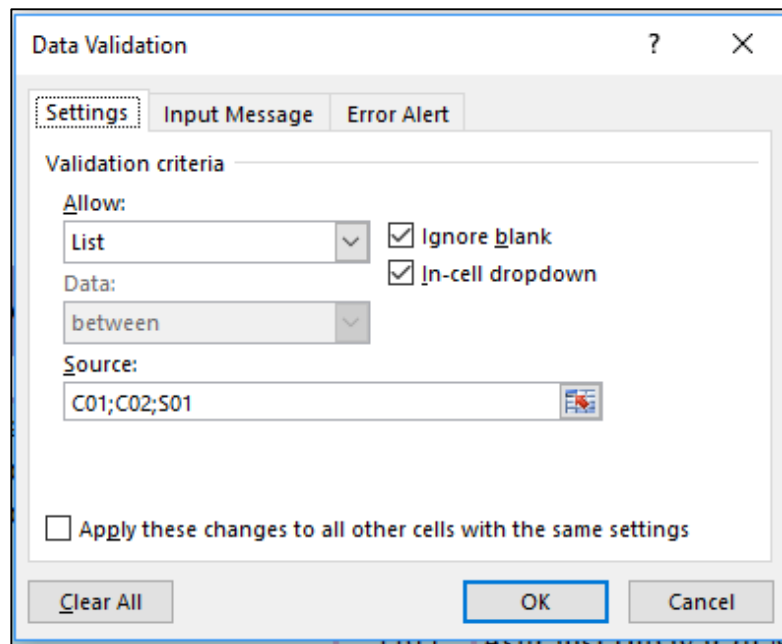 Data Validation ? ×
Settings Input Message Error Alert
Validation criteria
Allow:
List
Ignore blank
In-cell dropdown
Data:
between
Source:
C01;C02;S01
Apply these changes to all other cells with the same settings
Clear All OK Cancel